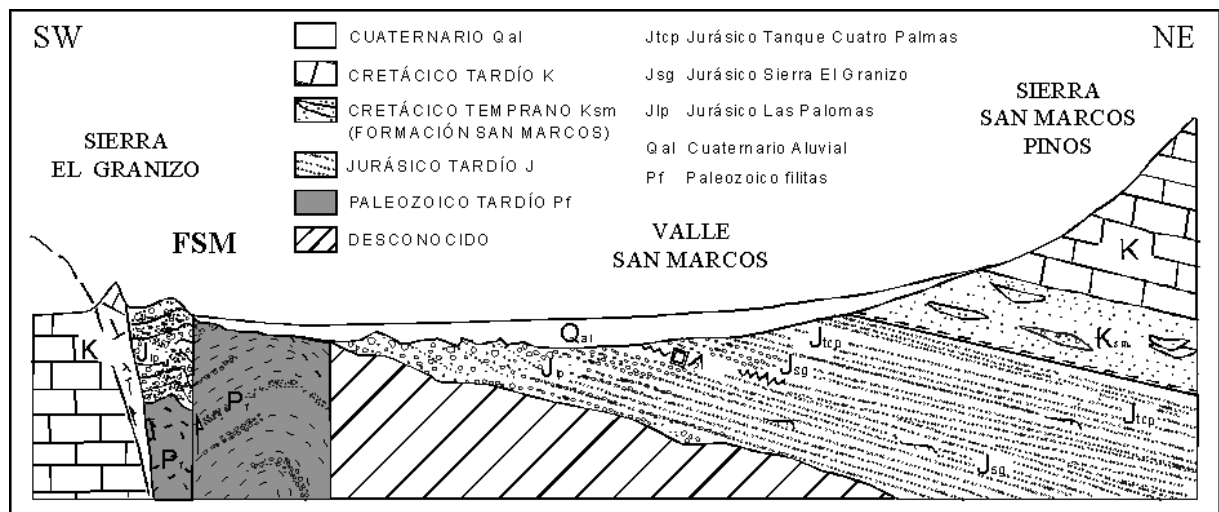 SW
NE
CUATERNARIO Qal
CRETÁCICO TARDÍO K
CRETÁCICO TEMPRANO Ksm
(FORMACIÓN SAN MARCOS)
JURÁSICO TARDÍO J
PALEOZOICO TARDÍO Pf
DESCONOCIDO
Jtcp Jurásico Tanque Cuatro Palmas
Jsg Jurásico Sierra El Granizo
Jlp Jurásico Las Palomas
Qal Cuaternario Aluvial
Pf Paleozoico filitas
SIERRA
EL GRANIZO
FSM
VALLE
SAN MARCOS
SIERRA
SAN MARCOS
PINOS
K
Jlp
Pf
Pf
Qal
Jlp
A
Jtcp
Jsg
K
Ksm
Jtcp
Jsg